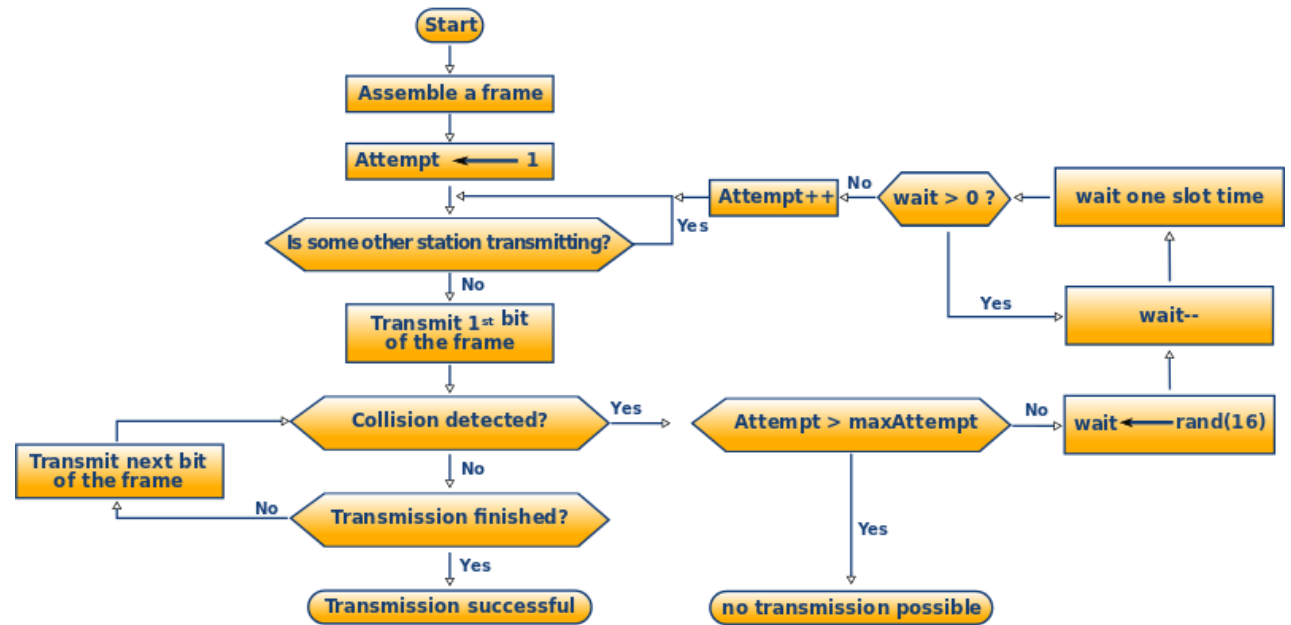 Start
Assemble a frame
Attempt 1
Is some other station transmitting?
Yes
No
Transmit 1st bit
of the frame
Collision detected?
Yes
No
Transmit next bit
of the frame
No
Transmission finished?
Yes
Transmission successful
Attempt > maxAttempt
No
Yes
no transmission possible
wait rand(16)
wait--
wait one slot time
wait > 0 ?
Yes
No
Attempt++